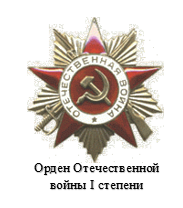 ОТЕЧЕСТВЕННАЯ ВОЙНА
Орден Отечественной
войны I степени